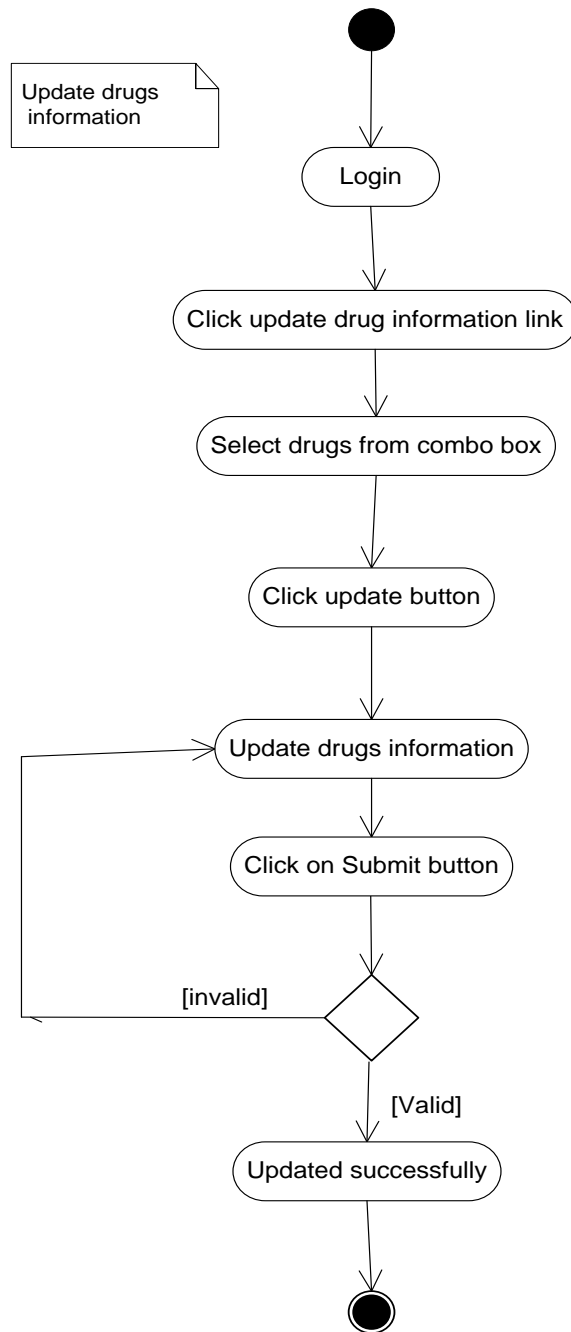 Update drugs
information
Login
Click update drug information link
Select drugs from combo box
Click update button
Update drugs information
Click on Submit button
[invalid]
[Valid]
Updated successfully